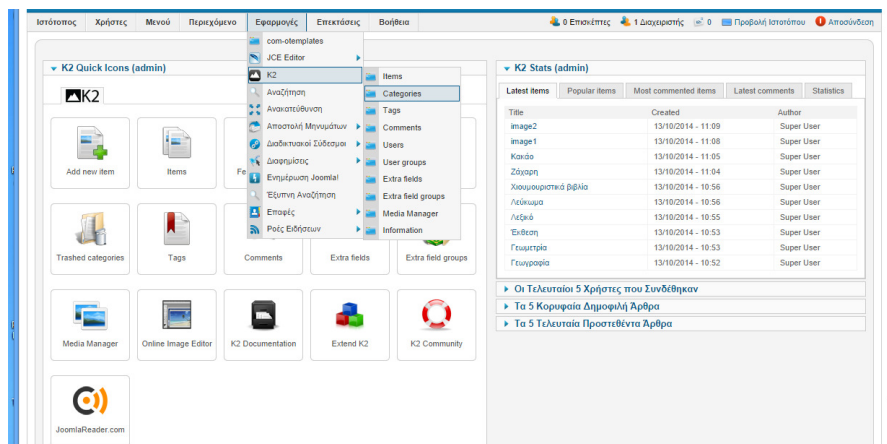 Ιστότοπος Χρήστες Μενού Περιεχόμενο Εφαρμογές Επεκτάσεις Βοήθεια 0 Επισκέπτες 1 Διαχειριστής 0 Προβολή Ιστοτόπου Αποσύνδεση
com-otemplates
JCE Editor
K2
Αναζήτηση
Ανακατεύθυνση
Αποστολή Μηνυμάτων
Διαδικτυακοί Σύδεσμοι
Διαφημίσεις
Ενημέρωση Joomla!
Έξυπνη Αναζήτηση
Επαφές
Ροές Ειδήσεων
Items
Categories
Tags
Comments
Users
User groups
Extra fields
Extra field groups
Media Manager
Information
K2 Quick Icons (admin)
K2
Add new item Items Fe
Trashed categories Tags Comments Extra fields Extra field groups
Media Manager Online Image Editor K2 Documentation Extend K2 K2 Community
JoomlaReader.com
K2 Stats (admin)
Latest items Popular items Most commented items Latest comments Statistics
Title Created Author
image2 13/10/2014 - 11:09 Super User
image1 13/10/2014 - 11:08 Super User
Κακάο 13/10/2014 - 11:05 Super User
Ζάχαρη 13/10/2014 - 11:04 Super User
Χιουμουριστικά βιβλία 13/10/2014 - 10:56 Super User
Λεύκωμα 13/10/2014 - 10:56 Super User
Λεξικό 13/10/2014 - 10:55 Super User
Έκθεση 13/10/2014 - 10:53 Super User
Γεωμετρία 13/10/2014 - 10:53 Super User
Γεωγραφία 13/10/2014 - 10:52 Super User
Οι Τελευταίοι 5 Χρήστες που Συνδέθηκαν
Τα 5 Κορυφαία Δημοφιλή Άρθρα
Τα 5 Τελευταία Προστεθέντα Άρθρα